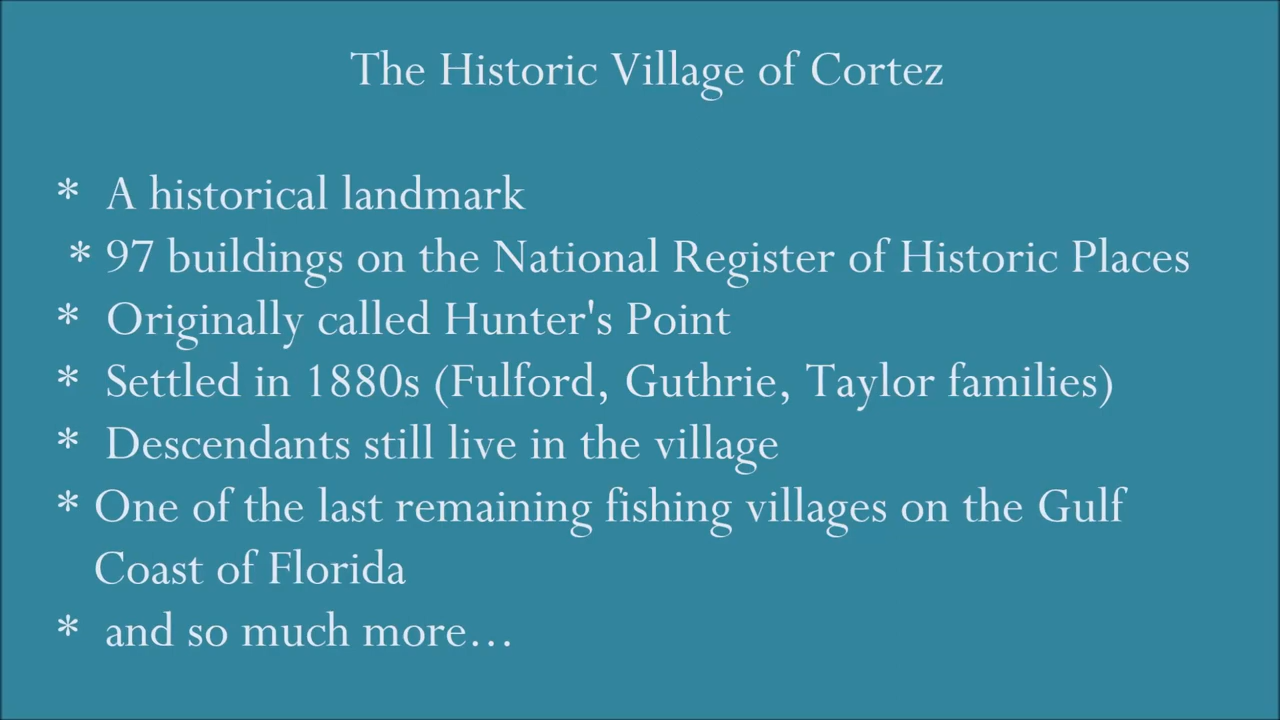 The Historic Village of Cortez
* A historical landmark
* 97 buildings on the National Register of Historic Places
* Originally called Hunter's Point
* Settled in 1880s (Fulford, Guthrie, Taylor families)
* Descendants still live in the village
* One of the last remaining fishing villages on the Gulf
Coast of Florida
* and so much more…